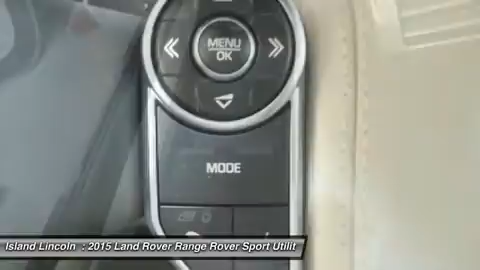 MENU
OK
MODE
Island Lincoln : 2015 Land Rover Range Rover Sport Utilit